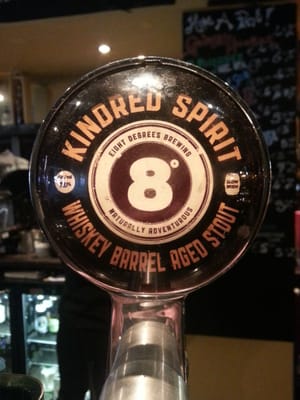 KINDRED SPIRIT
EIGHT DEGREES BREWING
8°
NATURALLY ADVENTUROUS
WHISKEY BARREL AGED STOUT